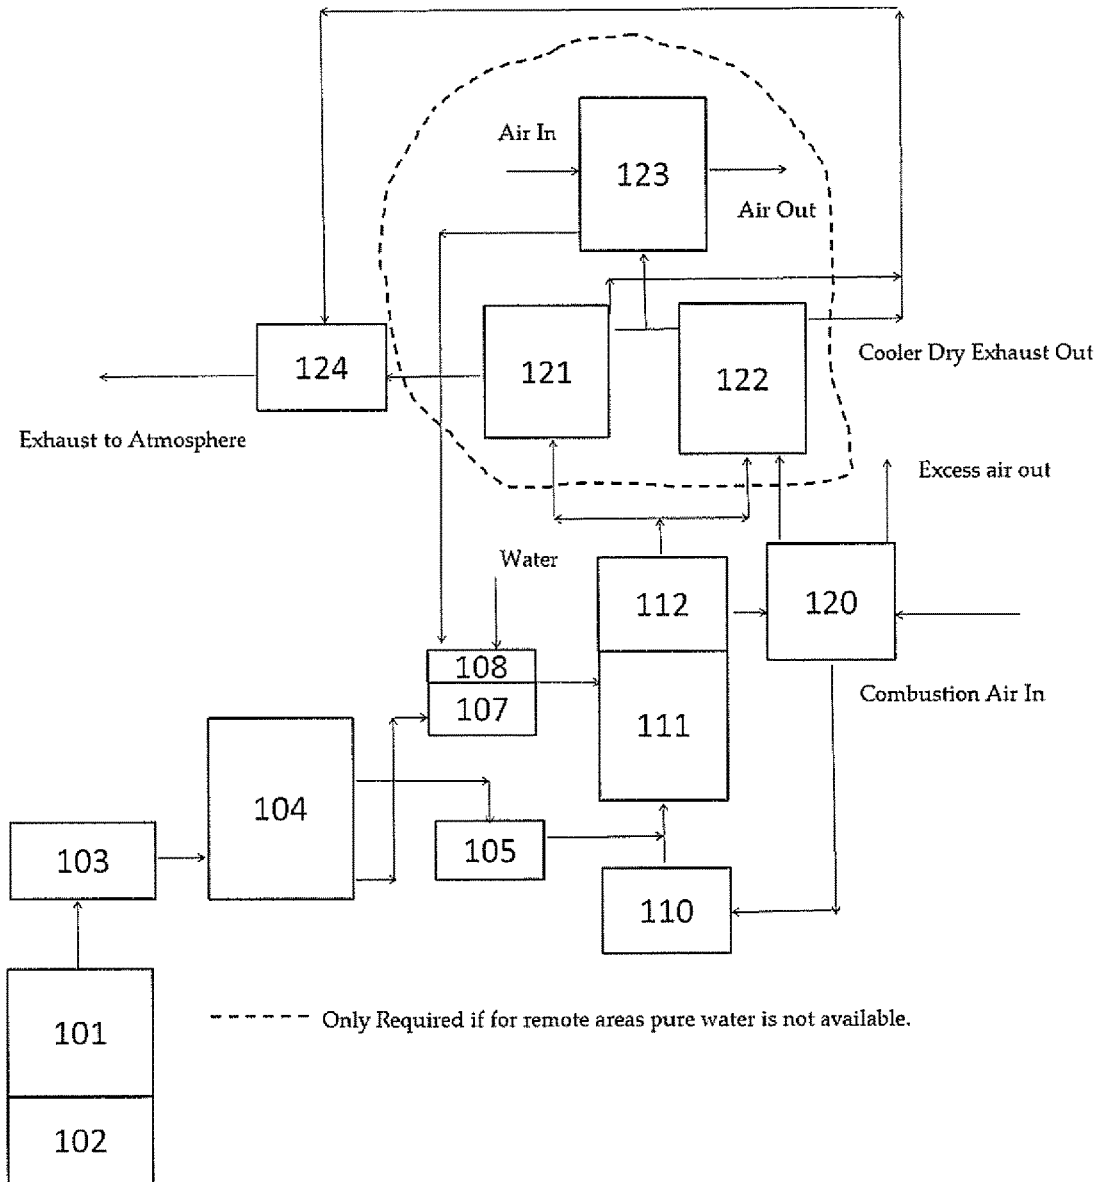 Air In
123
Air Out
121
122
124
Cooler Dry Exhaust Out
Exhaust to Atmosphere
Excess air out
Water
112
120
108
107
111
Combustion Air In
104
103
105
110
101
Only Required if for remote areas pure water is not available.
102